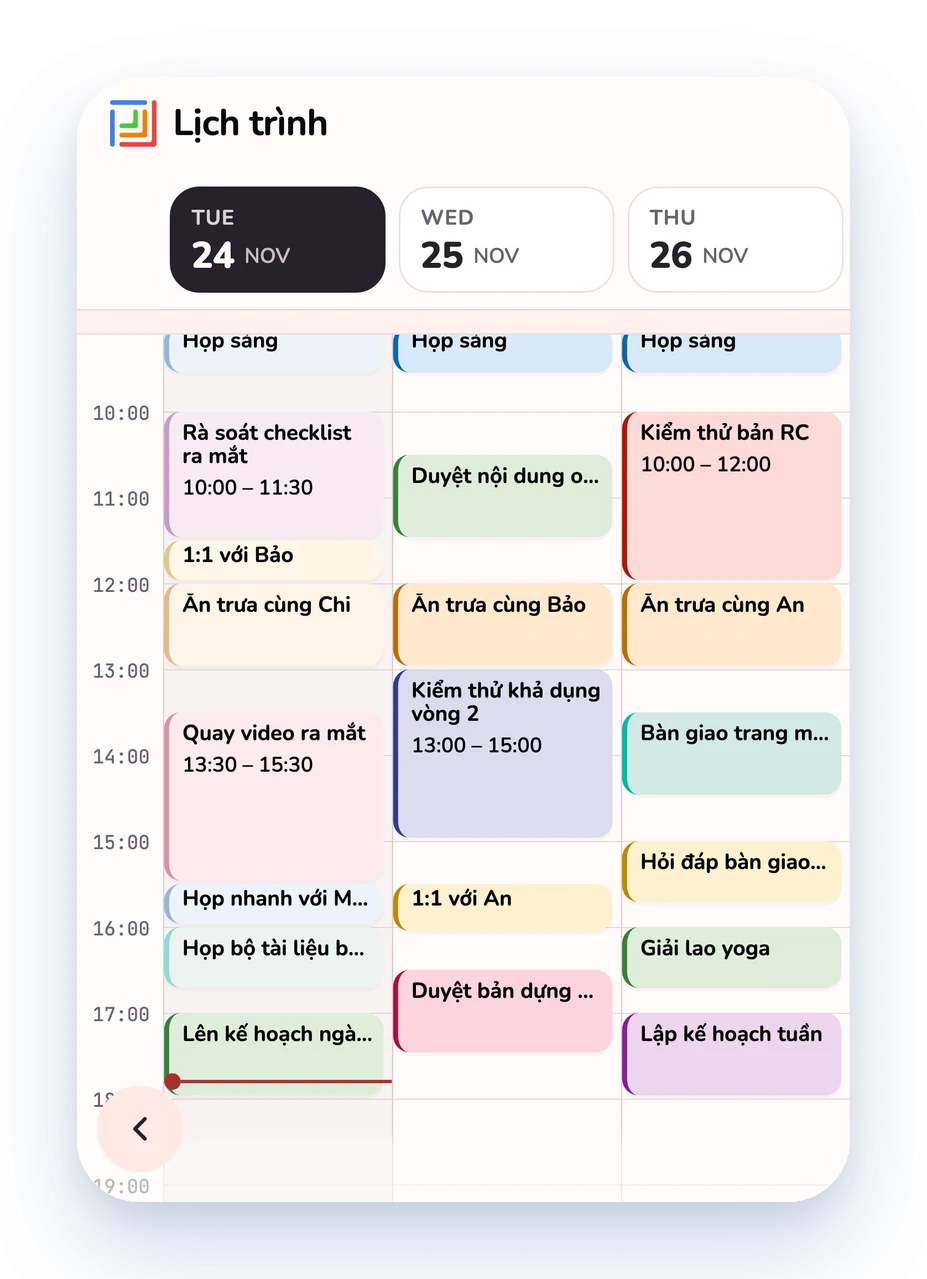 Lịch trình
TUE
24 NOV
WED
25 NOV
THU
26 NOV
Họp sáng
Họp sáng
Họp sáng
10:00
11:00
12:00
13:00
14:00
15:00
16:00
17:00
19:00
Rà soát checklist
ra mắt
10:00 – 11:30
1:1 với Bảo
Ăn trưa cùng Chi
Quay video ra mắt
13:30 – 15:30
Họp nhanh với M...
Họp bộ tài liệu b...
Lên kế hoạch ngà...
Duyệt nội dung o...
Ăn trưa cùng Bảo
Kiểm thử khả dụng
vòng 2
13:00 – 15:00
1:1 với An
Duyệt bản dựng ...
Kiểm thử bản RC
10:00 – 12:00
Ăn trưa cùng An
Bàn giao trang m...
Hỏi đáp bàn giao...
Giải lao yoga
Lập kế hoạch tuần